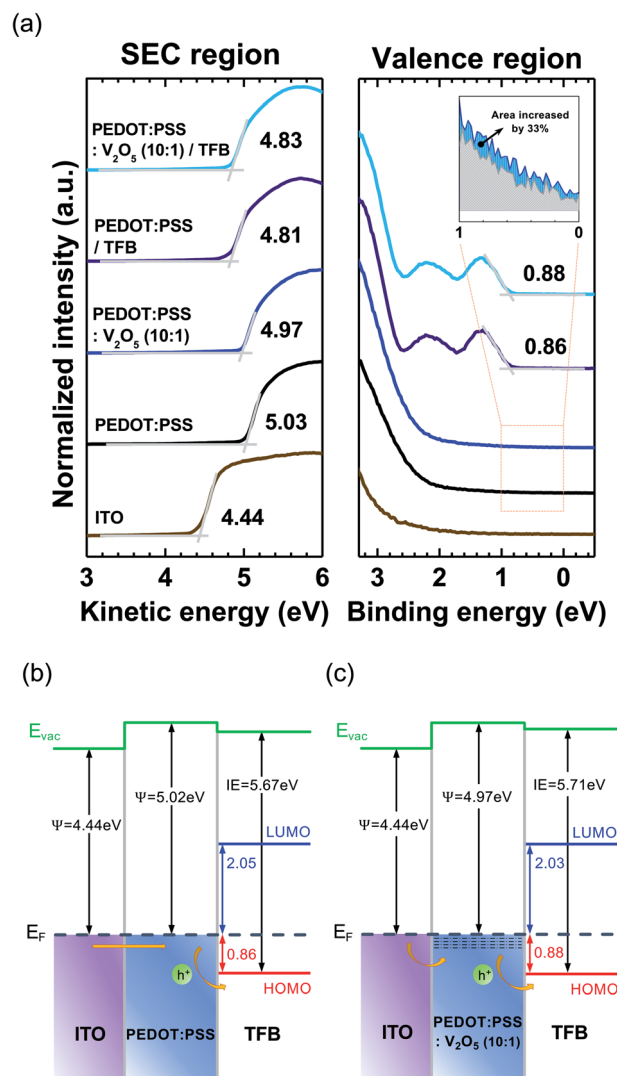 (a)
SEC region
Valence region
Normalized intensity (a.u.)
PEDOT:PSS
: V₂O₅ (10:1) / TFB
4.83
PEDOT:PSS
/ TFB
4.81
PEDOT:PSS
: V₂O₅ (10:1)
4.97
PEDOT:PSS
5.03
ITO
4.44
3 4 5 6
Kinetic energy (eV)
Area increased
by 33%
1 0
0.88
0.86
3 2 1 0
Binding energy (eV)
(b)
Evac
Ψ=4.44eV
Ψ=5.02eV
IE=5.67eV
LUMO
2.05
EF
0.86
h⁺
HOMO
ITO
PEDOT:PSS
TFB
(c)
Evac
Ψ=4.44eV
Ψ=4.97eV
IE=5.71eV
LUMO
2.03
EF
0.88
h⁺
HOMO
ITO
PEDOT:PSS
: V₂O₅ (10:1)
TFB